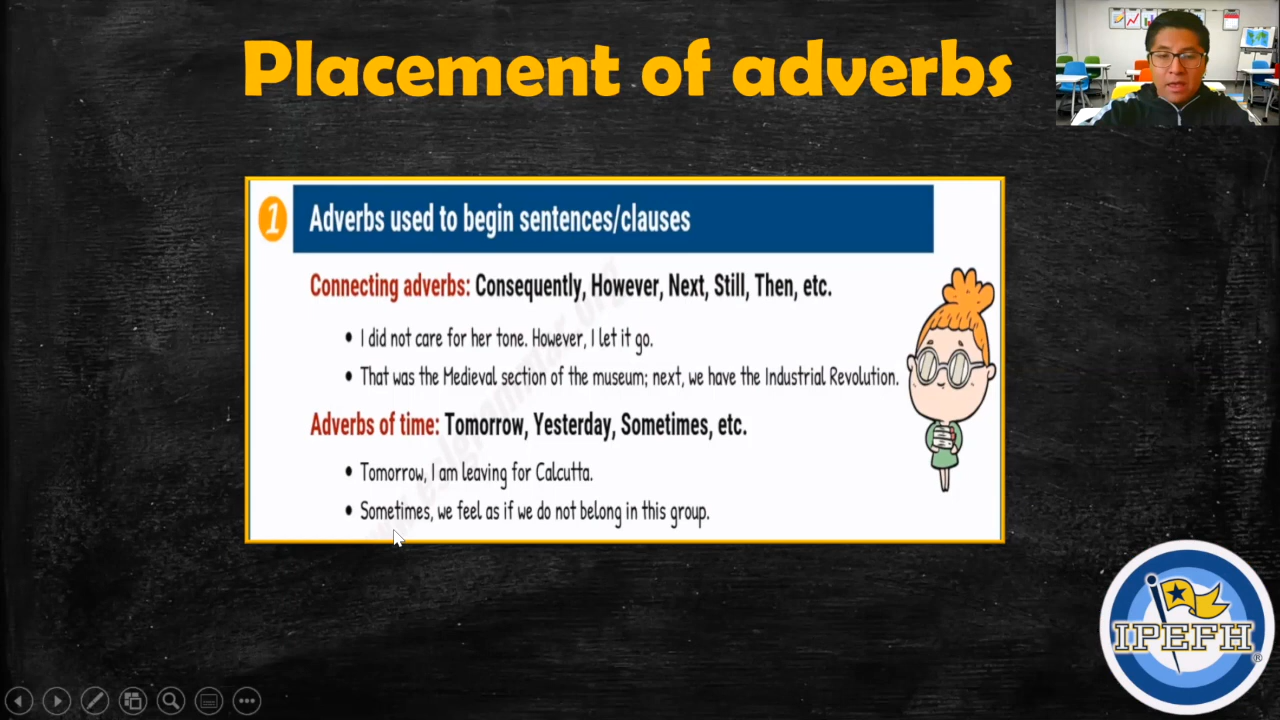 Placement of adverbs
1
Adverbs used to begin sentences/clauses
Connecting adverbs: Consequently, However, Next, Still, Then, etc.
• I did not care for her tone. However, I let it go.
• That was the Medieval section of the museum; next, we have the Industrial Revolution.
Adverbs of time: Tomorrow, Yesterday, Sometimes, etc.
• Tomorrow, I am leaving for Calcutta.
• Sometimes, we feel as if we do not belong in this group.
IPEFH
®